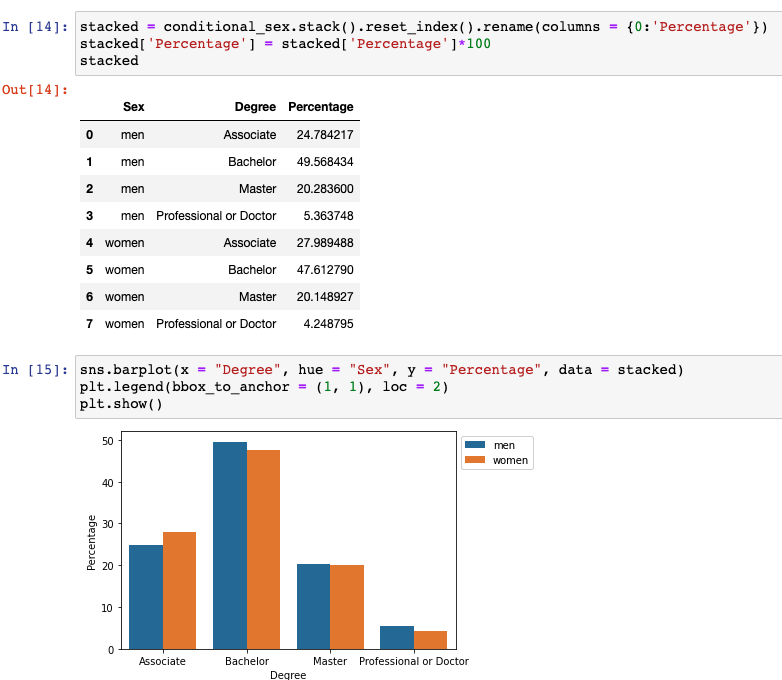 In [14]: stacked = conditional_sex.stack().reset_index().rename(columns = {0:'Percentage'})
stacked['Percentage'] = stacked['Percentage']*100
stacked
Out[14]:
Sex Degree Percentage
0 men Associate 24.784217
1 men Bachelor 49.568434
2 men Master 20.283600
3 men Professional or Doctor 5.363748
4 women Associate 27.989488
5 women Bachelor 47.612790
6 women Master 20.148927
7 women Professional or Doctor 4.248795
In [15]: sns.barplot(x = "Degree", hue = "Sex", y = "Percentage", data = stacked)
plt.legend(bbox_to_anchor = (1, 1), loc = 2)
plt.show()
50
40
30
20
10
0
Percentage
men
women
Associate Bachelor Master Professional or Doctor
Degree